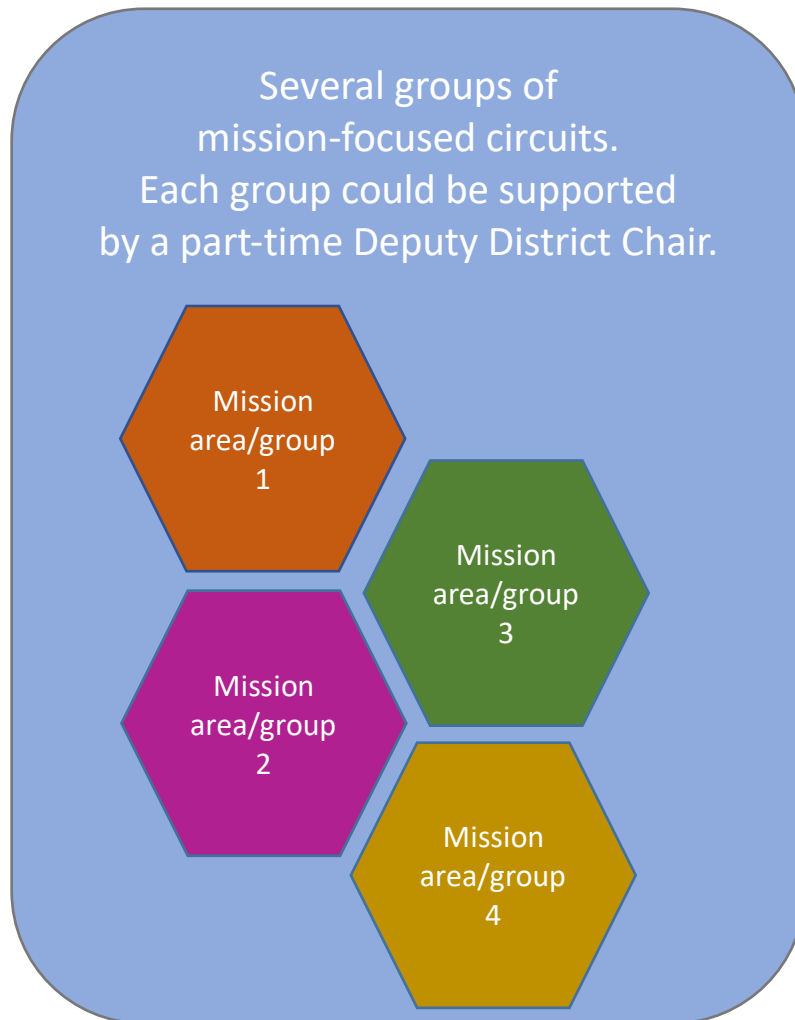 Several groups of
mission-focused circuits.
Each group could be supported
by a part-time Deputy District Chair.
Mission
area/group
1
Mission
area/group
3
Mission
area/group
2
Mission
area/group
4